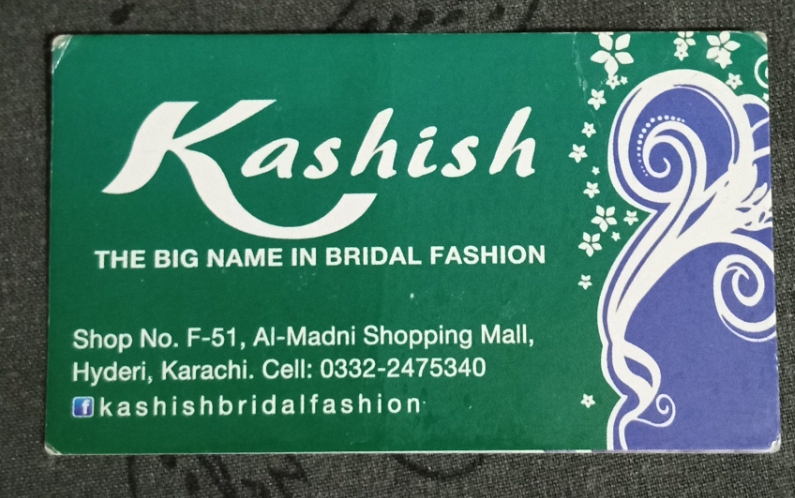 Kashish
THE BIG NAME IN BRIDAL FASHION
Shop No. F-51, Al-Madni Shopping Mall,
Hyderi, Karachi. Cell: 0332-2475340
f kashishbridalfashion